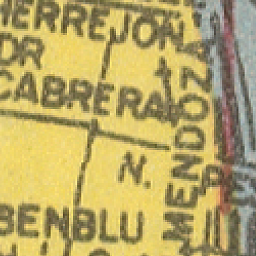 HERREJON
DR
CABRERA
MENDOZA
N.
BENBLU